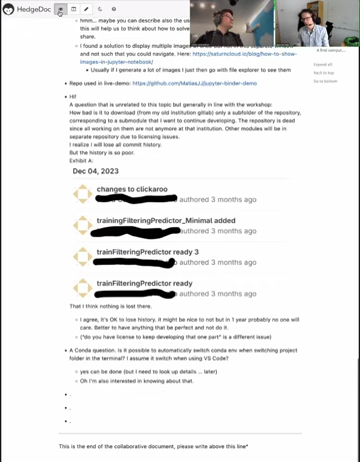 HedgeDoc
hmm... maybe you can describe also the us
this will help us to think about how to solve
share.
I found a solution to display multiple images
and not such that you could navigate. Here: https://saturncloud.io/blog/how-to-show-
images-in-jupyter-notebook/
Usually if I generate a lot of images I just then go with file explorer to see them
Repo used in live-demo: https://github.com/MatiasJJ/jupyter-binder-demo
Hi!
A question that is unrelated to this topic but generally in line with the workshop:
How bad is it to download (from my old institution gitlab) only a subfolder of the repository,
corresponding to a submodule that I want to continue developing. The repository is dead
since all working on are not anymore at that institution. Other modules will be in
separate repository due to licensing issues.
I realize I will lose all commit history.
But the history is so poor.
Exhibit A:
Dec 04, 2023
changes to clickaroo
authored 3 months ago
trainingFilteringPredictor_Minimal added
authored 3 months ago
trainFilteringPredictor ready 3
authored 3 months ago
trainFilteringPredictor ready
authored 3 months ago
That I think nothing is lost there.
I agree, it's OK to lose history. it might be nice to not but in 1 year probably no one will
care. Better to have anything that be perfect and not do it.
("do you have license to keep developing that one part" is a different issue)
A Conda question. Is it possible to automatically switch conda env when switching project
folder in the terminal? I assume it switch when using VS Code?
yes can be done (but I need to look up details ... later)
Oh I'm also interested in knowing about that.
.
.
.
This is the end of the collaborative document, please write above this line*
Expand all
Back to top
Go to bottom